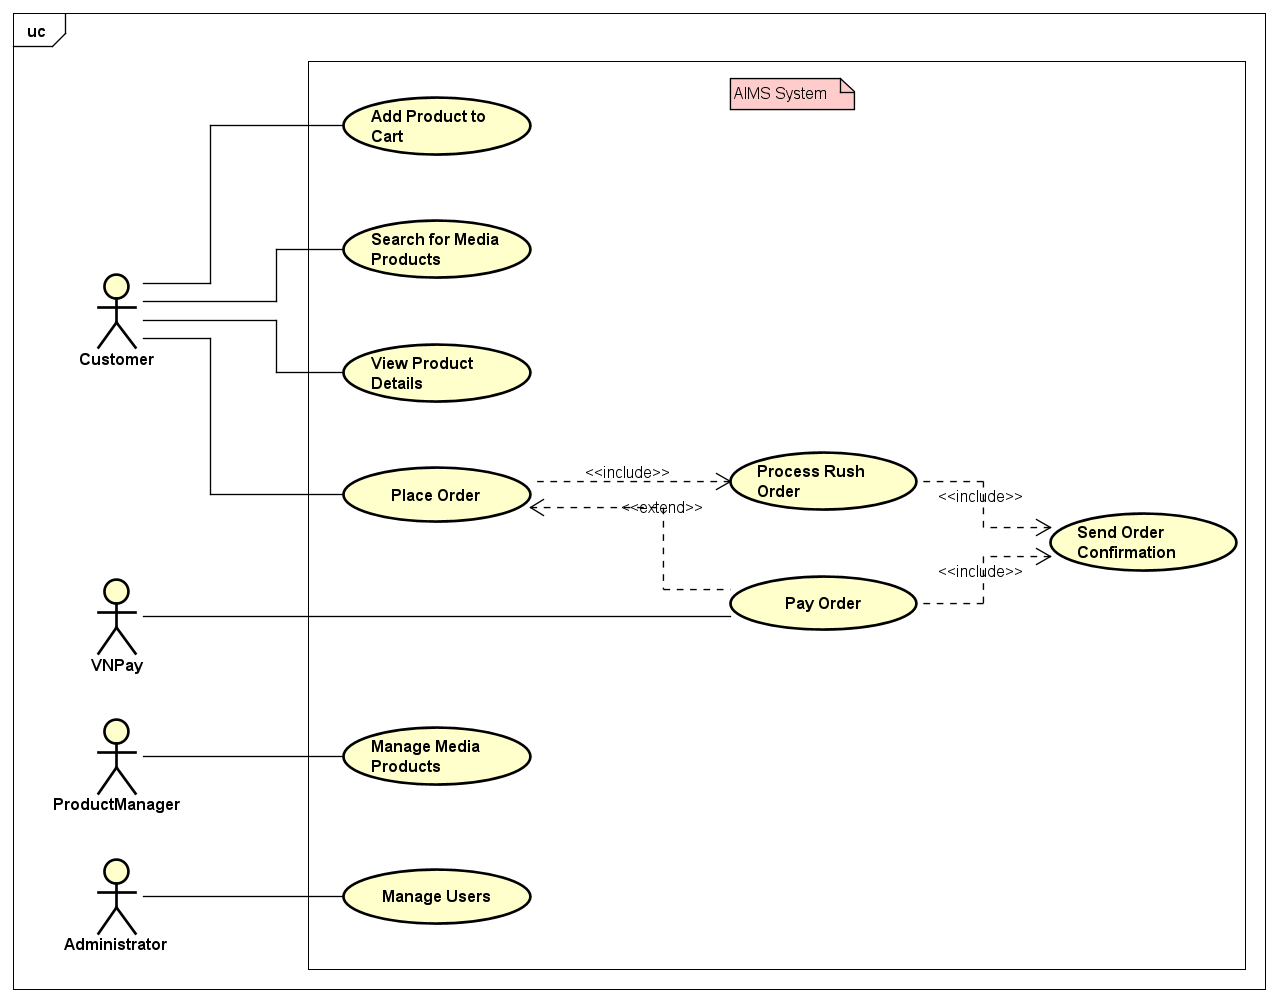 uc
AIMS System
Add Product to
Cart
Search for Media
Products
Customer
View Product
Details
Place Order
<<include>>
Process Rush
Order
<<extend>>
<<include>>
Send Order
Confirmation
<<include>>
Pay Order
VNPay
Manage Media
Products
ProductManager
Manage Users
Administrator